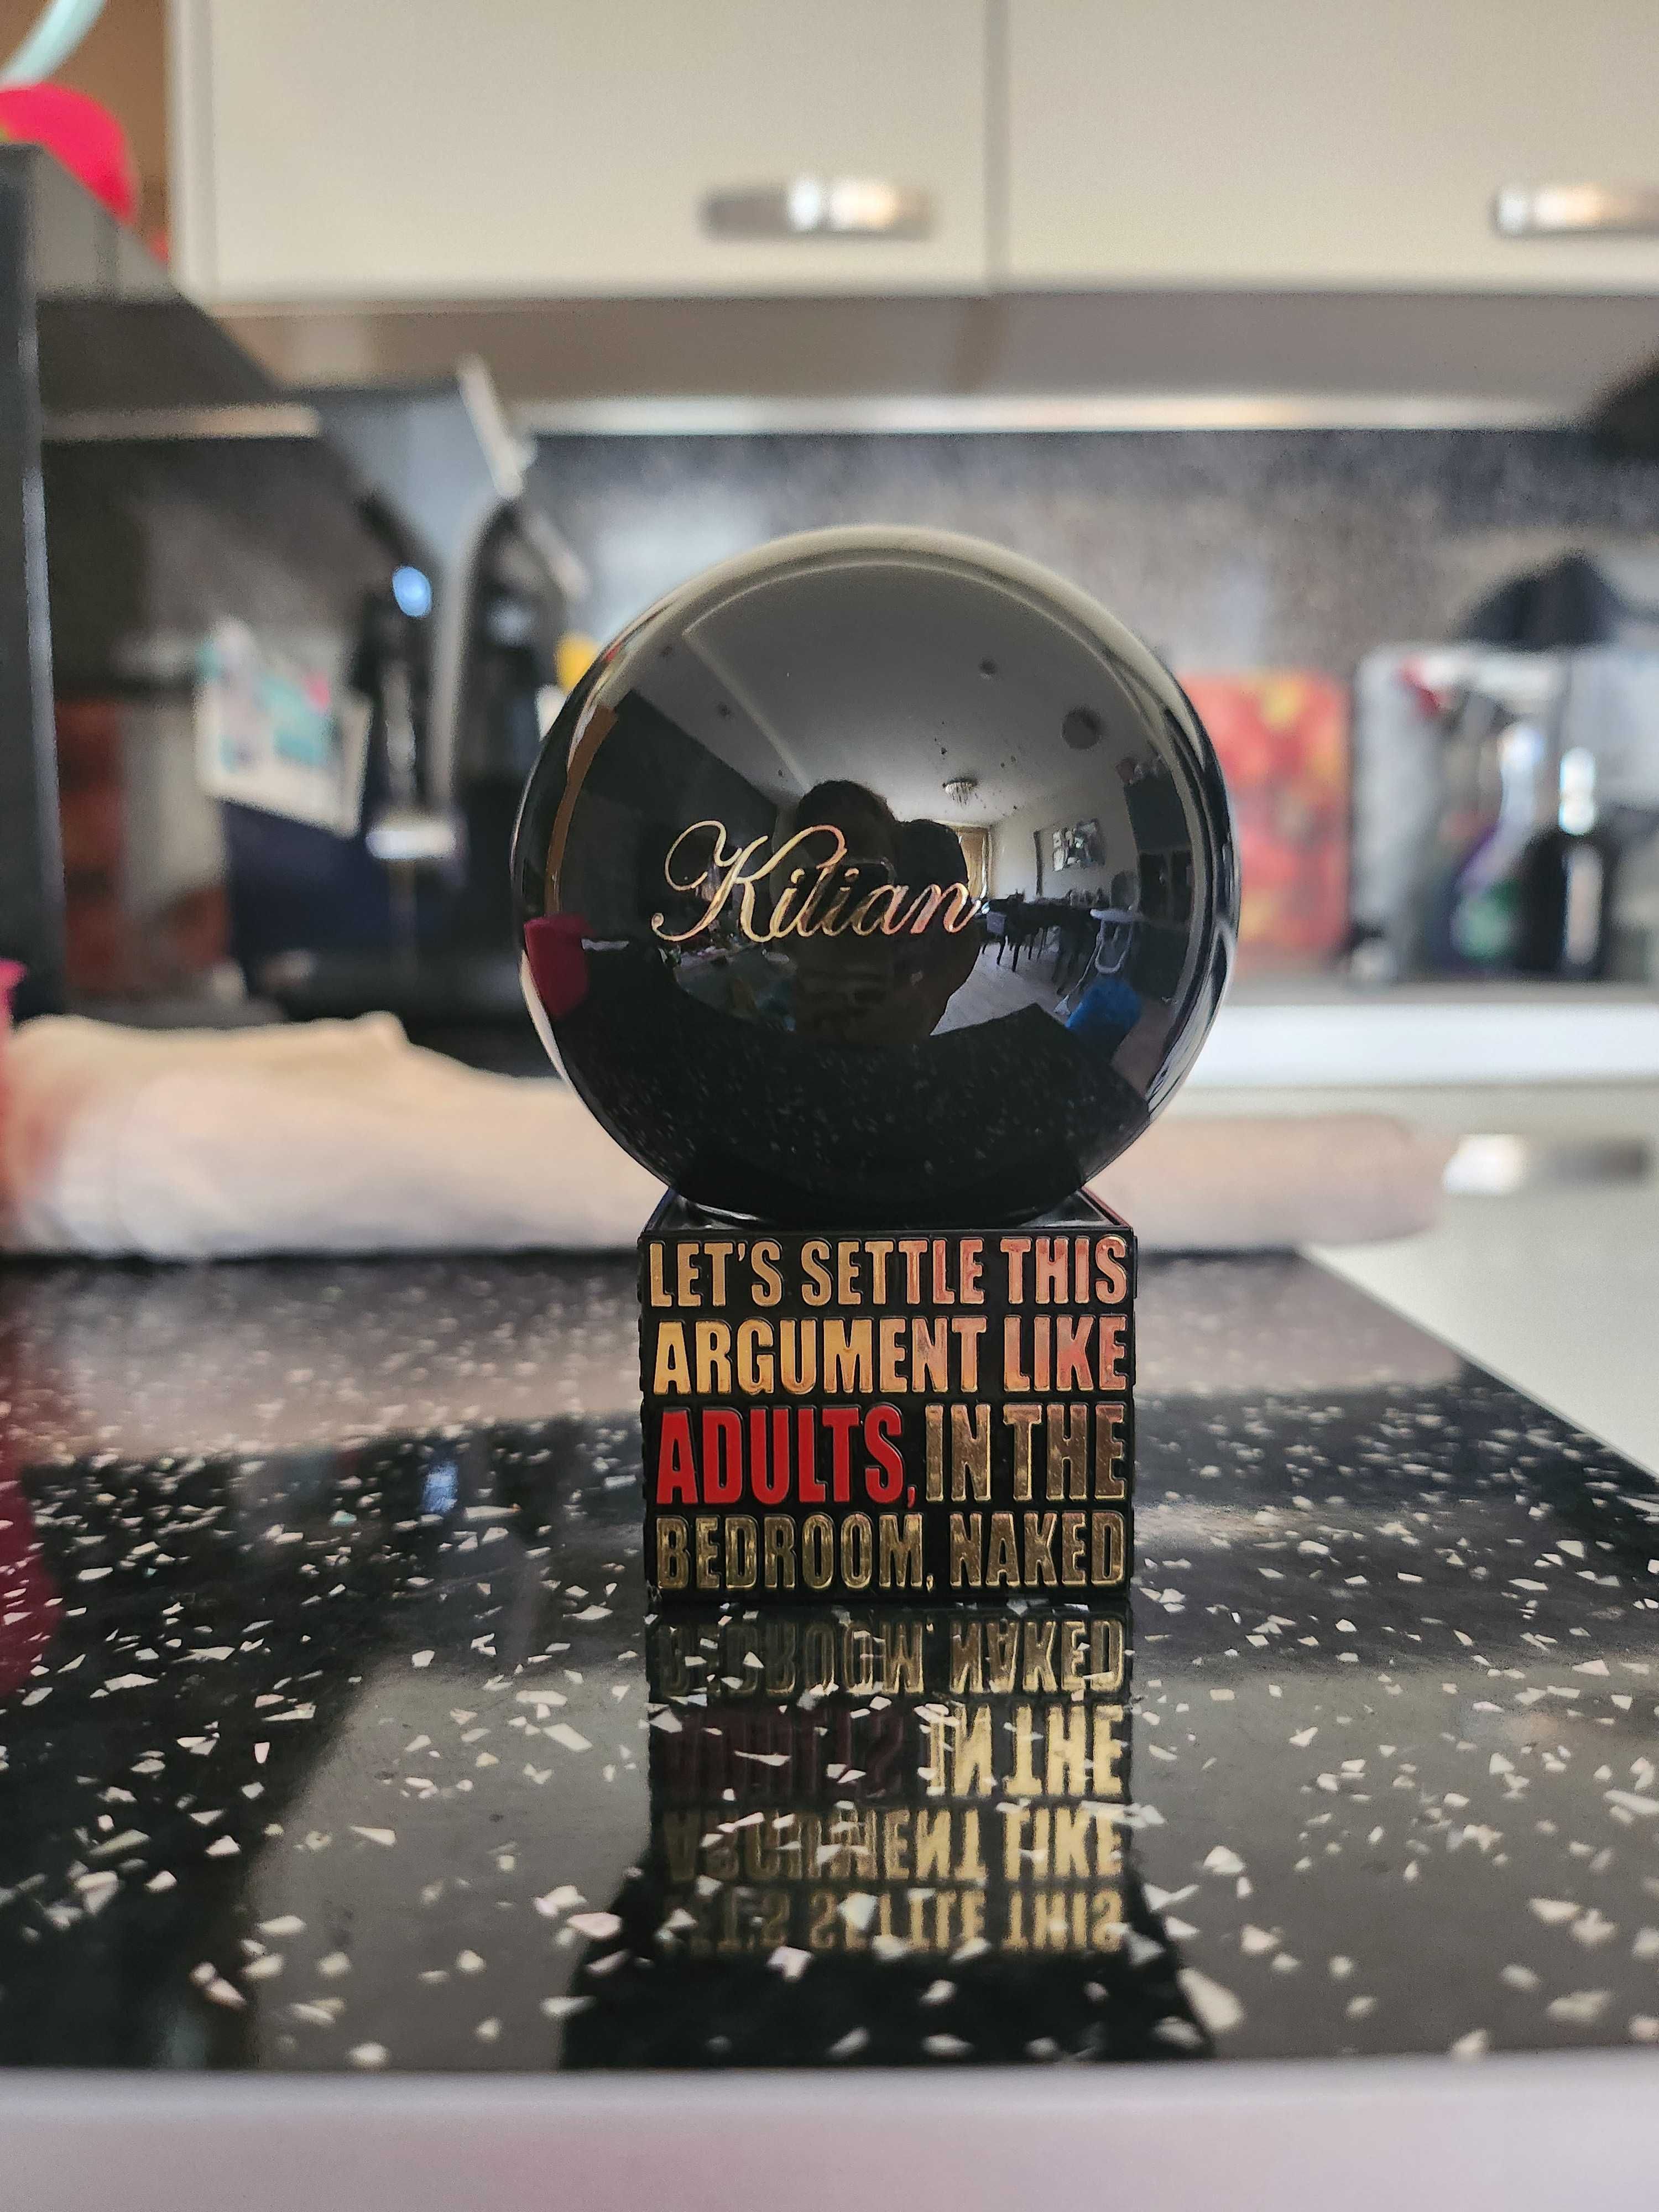 Kilian
LET'S SETTLE THIS
ARGUMENT LIKE
ADULTS, IN THE
BEDROOM, NAKED